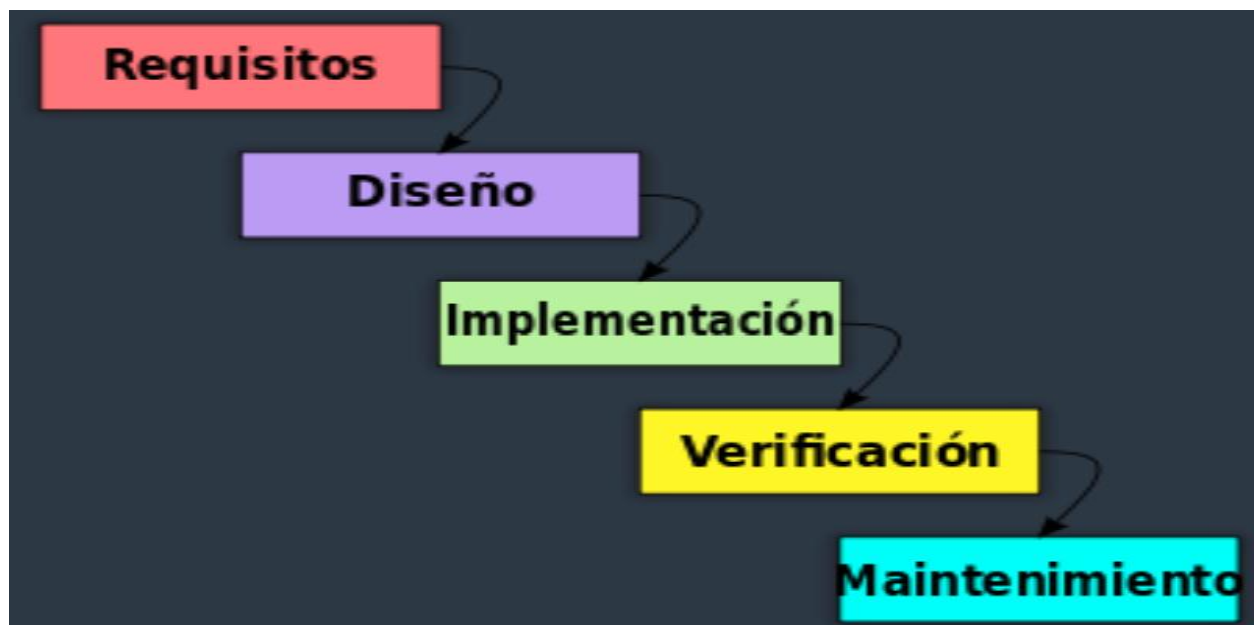 Requisitos
Diseño
Implementación
Verificación
Maintenimiento